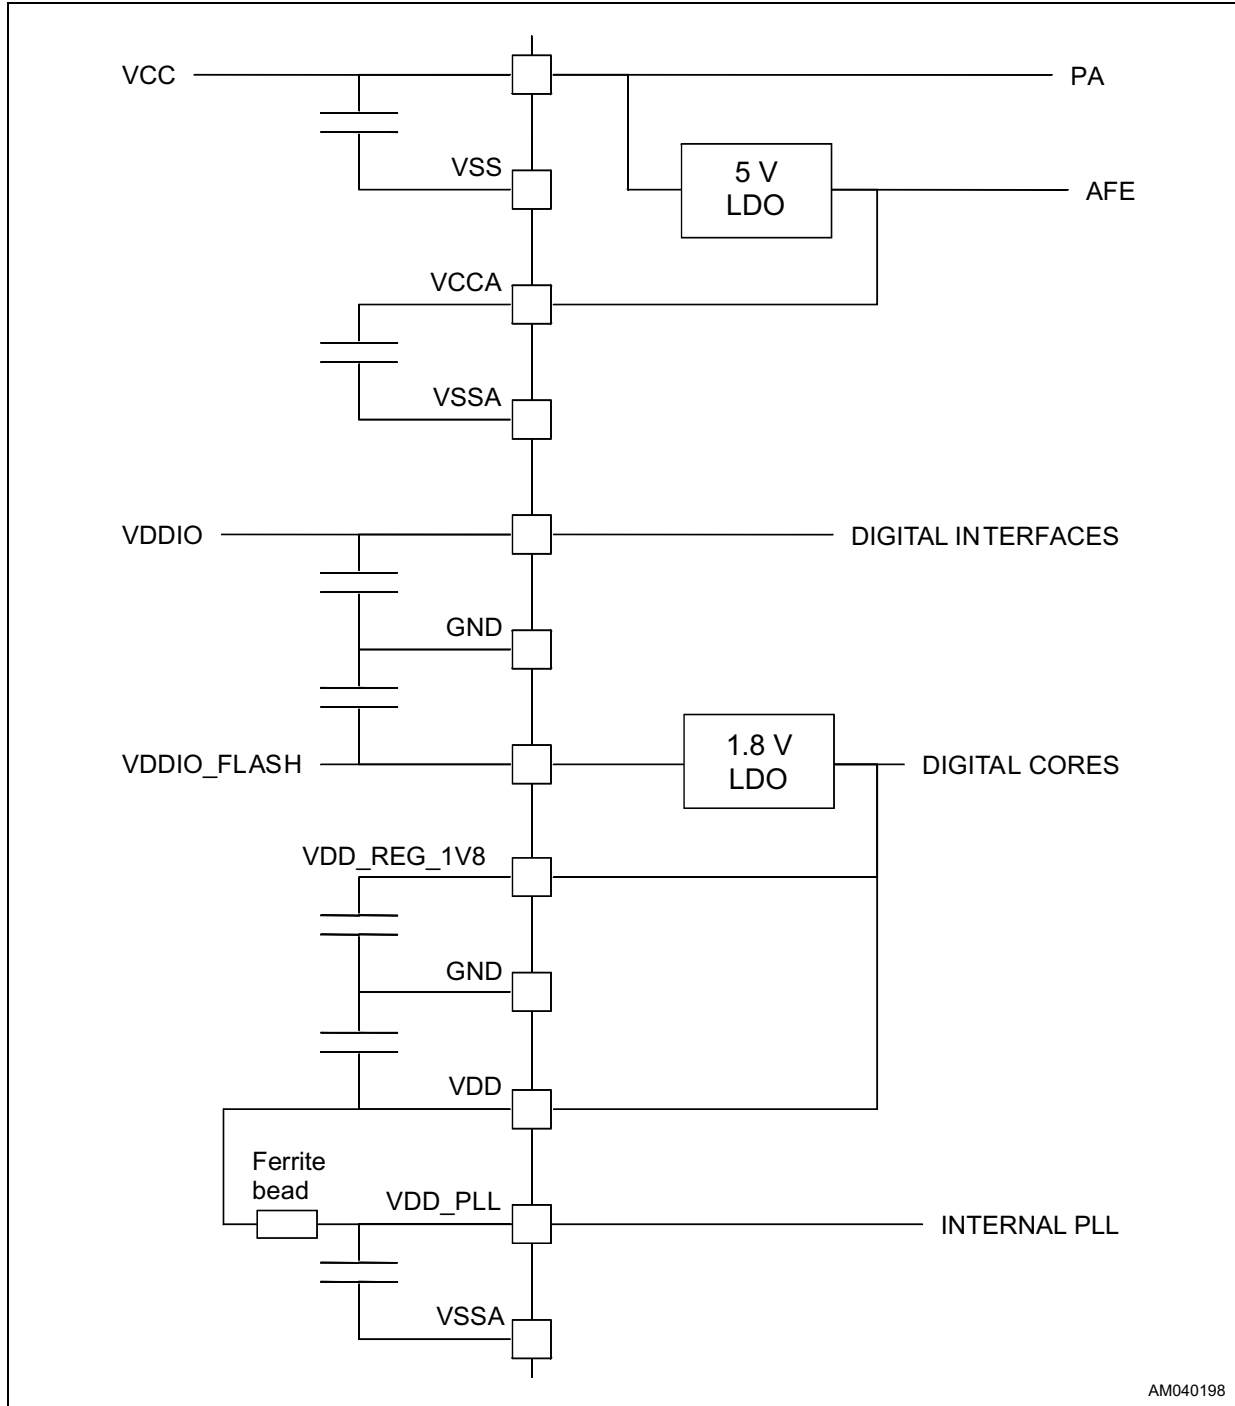 VCC
PA
VSS
5 V
LDO
AFE
VCCA
VSSA
VDDIO
DIGITAL INTERFACES
GND
VDDIO_FLASH
1.8 V
LDO
DIGITAL CORES
VDD_REG_1V8
GND
VDD
Ferrite
bead
VDD_PLL
INTERNAL PLL
VSSA
AM040198